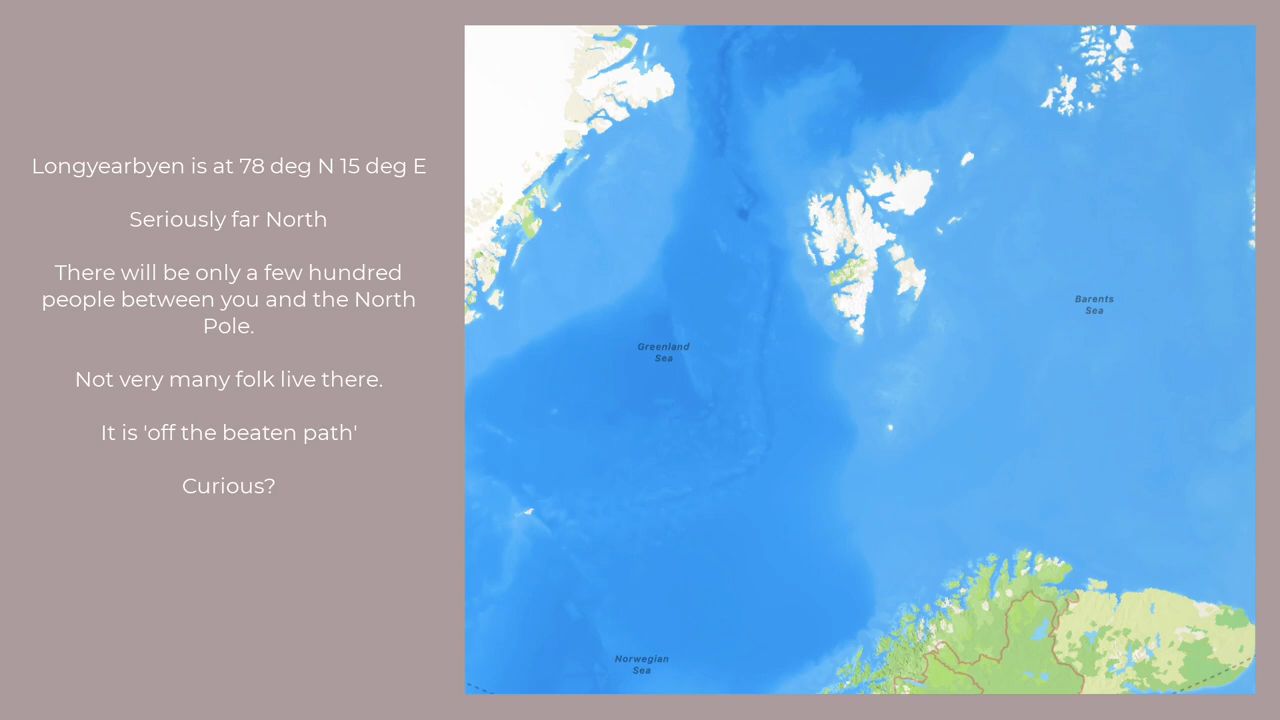 Longyearbyen is at 78 deg N 15 deg E
Seriously far North
There will be only a few hundred
people between you and the North
Pole.
Not very many folk live there.
It is 'off the beaten path'
Curious?
Barents
Sea
Greenland
Sea
Norwegian
Sea